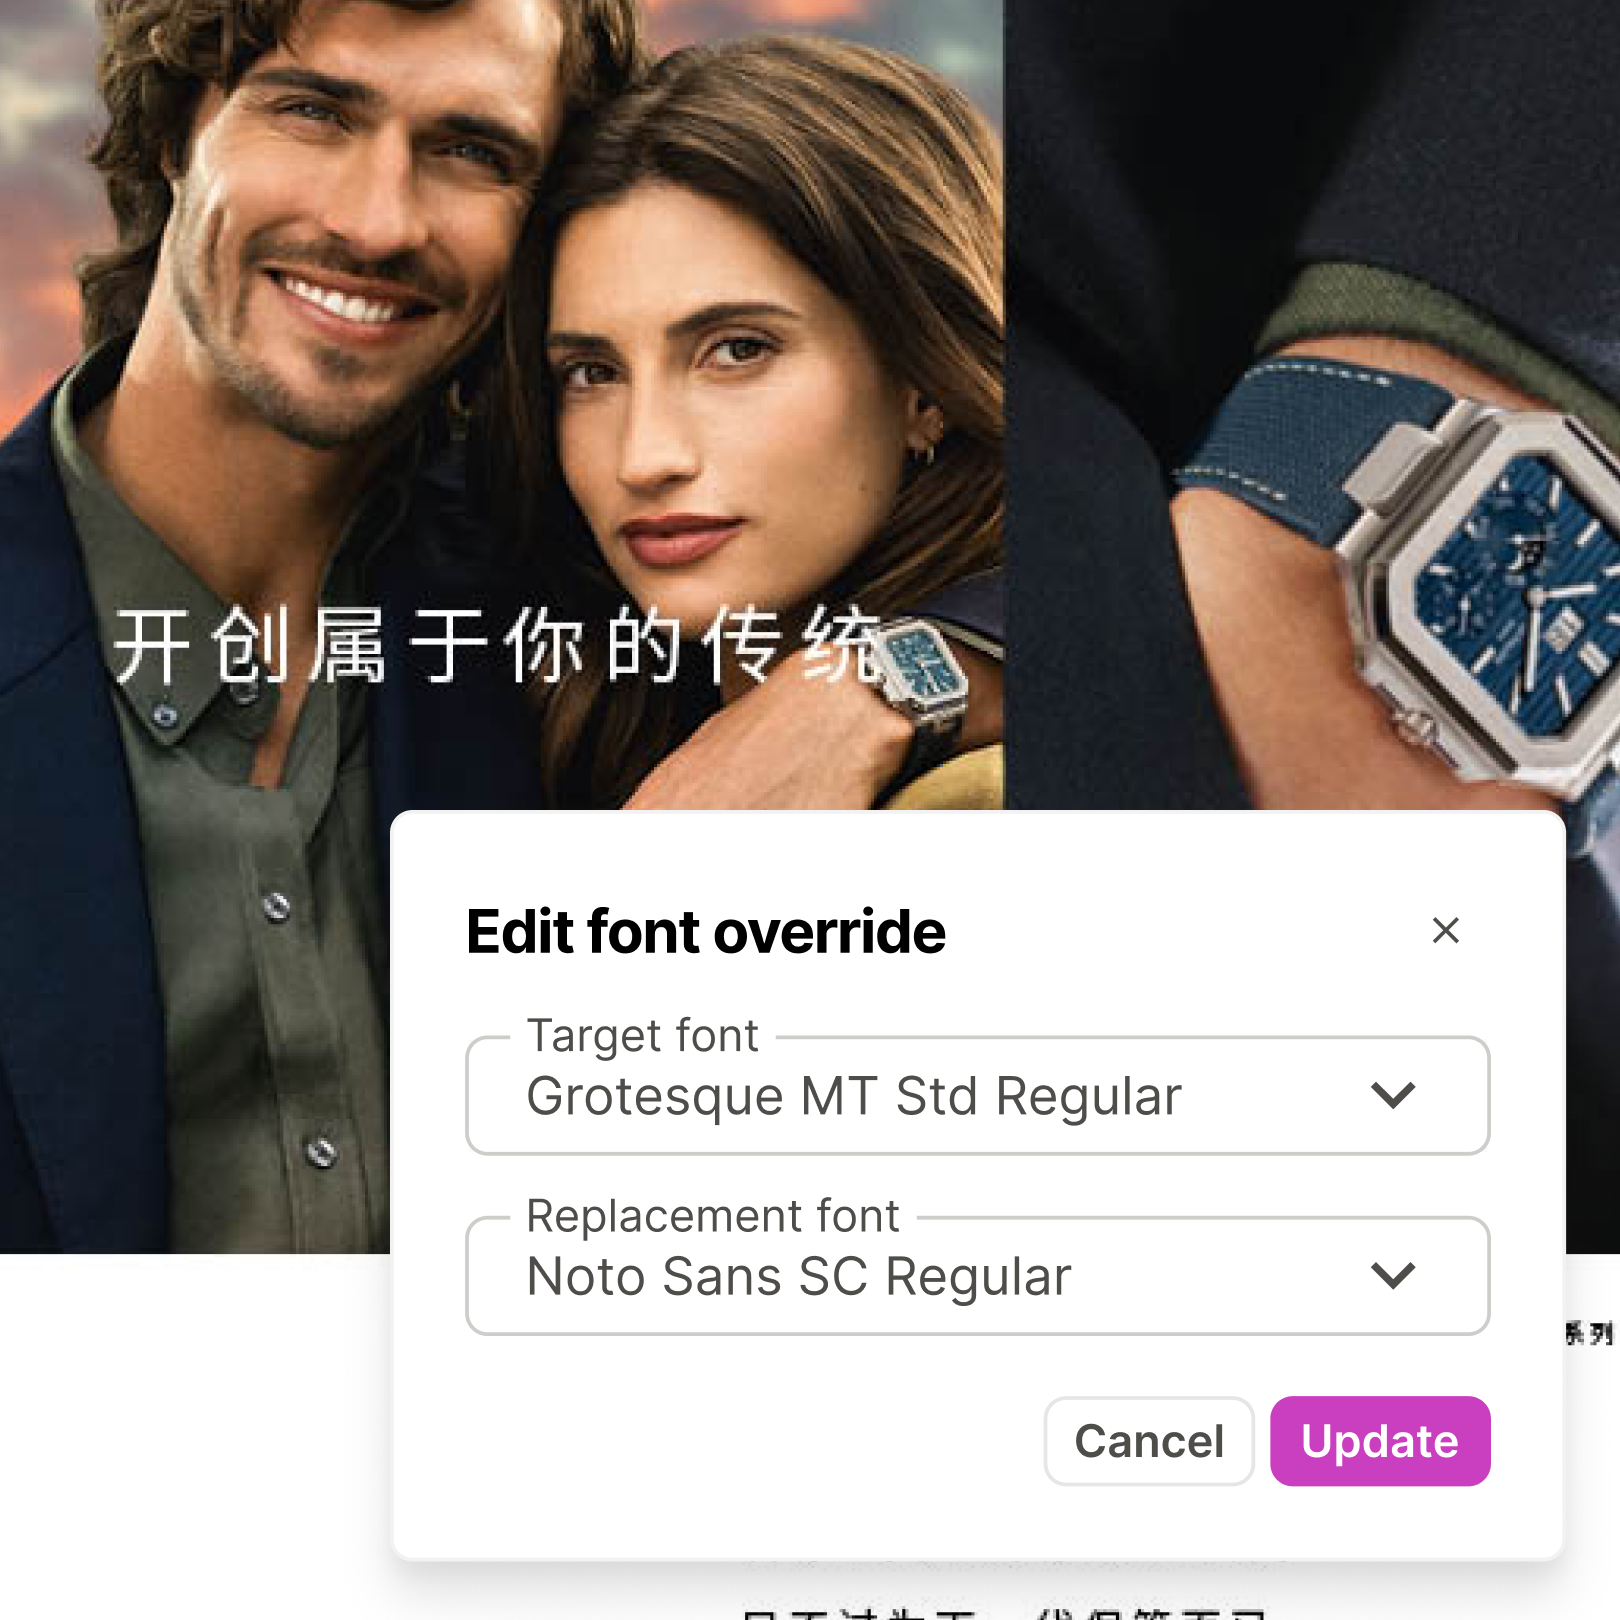 开创属于你的传统
Edit font override
Target font
Grotesque MT Std Regular
Replacement font
Noto Sans SC Regular
系列
Cancel
Update